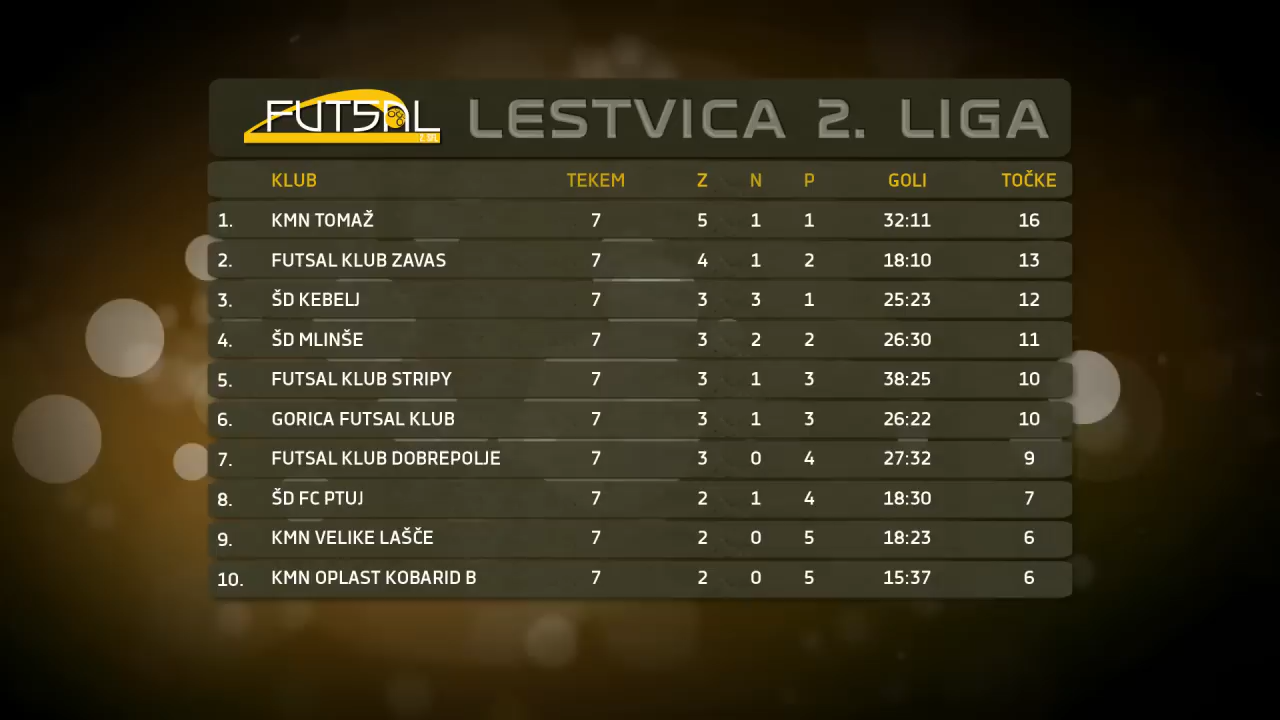 FUTSAL LESTVICA 2. LIGA
KLUB TEKEM Z N P GOLI TOČKE
1. KMN TOMAŽ 7 5 1 1 32:11 16
2. FUTSAL KLUB ZAVAS 7 4 1 2 18:10 13
3. ŠD KEBELJ 7 3 3 1 25:23 12
4. ŠD MLINŠE 7 3 2 2 26:30 11
5. FUTSAL KLUB STRIPY 7 3 1 3 38:25 10
6. GORICA FUTSAL KLUB 7 3 1 3 26:22 10
7. FUTSAL KLUB DOBREPOLJE 7 3 0 4 27:32 9
8. ŠD FC PTUJ 7 2 1 4 18:30 7
9. KMN VELIKE LAŠČE 7 2 0 5 18:23 6
10. KMN OPLAST KOBARID B 7 2 0 5 15:37 6